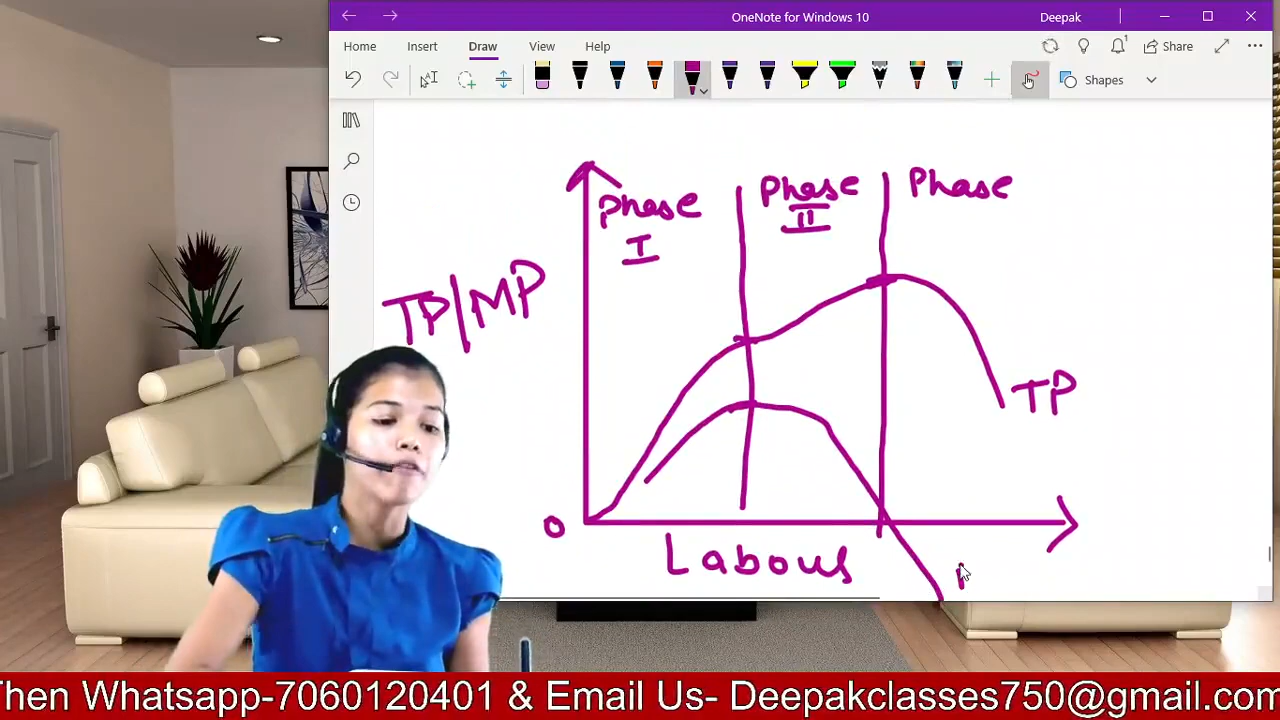 OneNote for Windows 10
Deepak
Home Insert Draw View Help
Share
Shapes
Phase
I
Phase
II
Phase
TP/MP
TP
0
Labour
Then Whatsapp-7060120401 & Email Us- Deepakclasses750@gmail.com